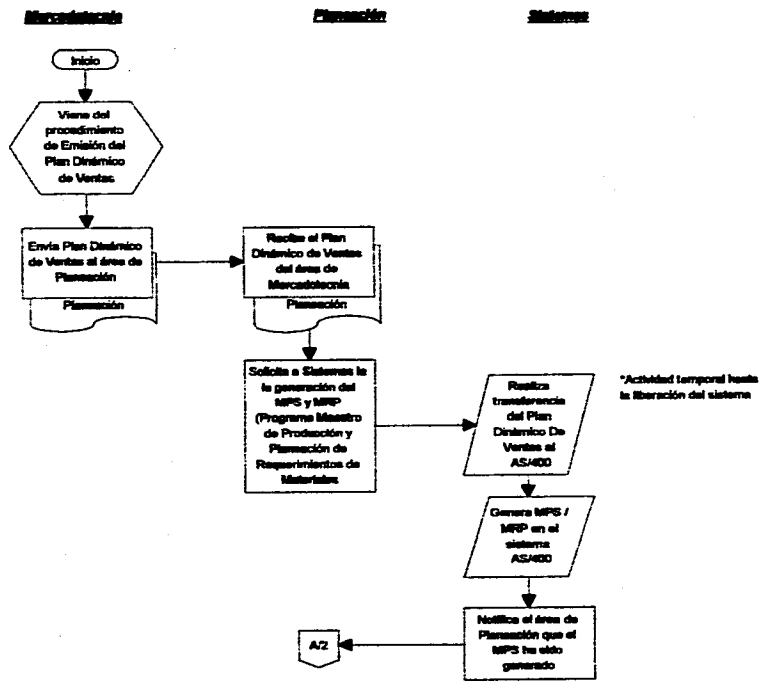 Mercadotecnia
Planeación
Sistemas
Inicio
Viene del
procedimiento
de Emisión del
Plan Dinámico
de Ventas
Envía Plan Dinámico
de Ventas al área de
Planeación
Planeación
Recibe el Plan
Dinámico de Ventas
del área de
Mercadotecnia
Planeación
Solicita a Sistemas la
la generación del
MPS y MRP
(Programa Maestro
de Producción y
Planeación de
Requerimientos de
Materiales
Realiza
transferencia
del Plan
Dinámico De
Ventas al
AS/400
*Actividad temporal hasta
la liberación del sistema
Genera MPS /
MRP en el
sistema
AS/400
Notifica el área de
Planeación que el
MPS ha sido
generado
A/2